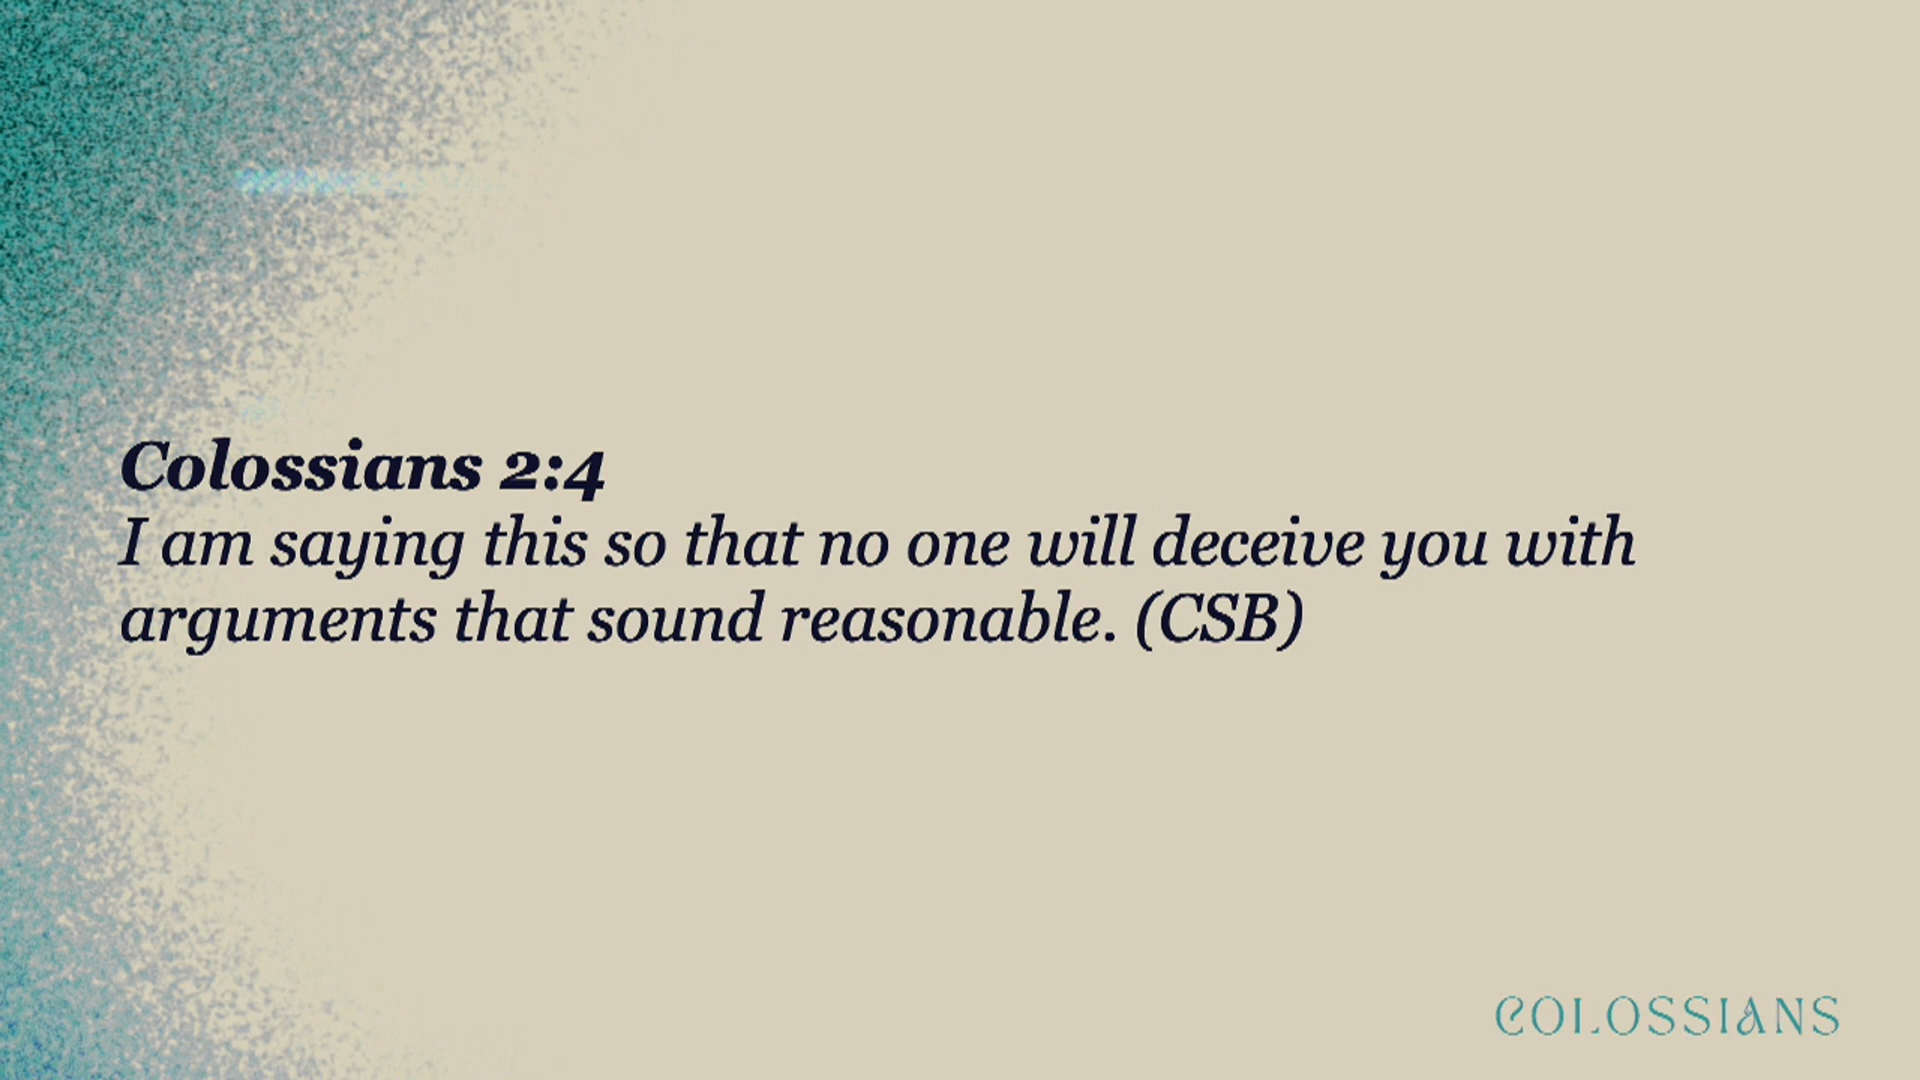 Colossians 2:4
I am saying this so that no one will deceive you with
arguments that sound reasonable. (CSB)
COLOSSIANS